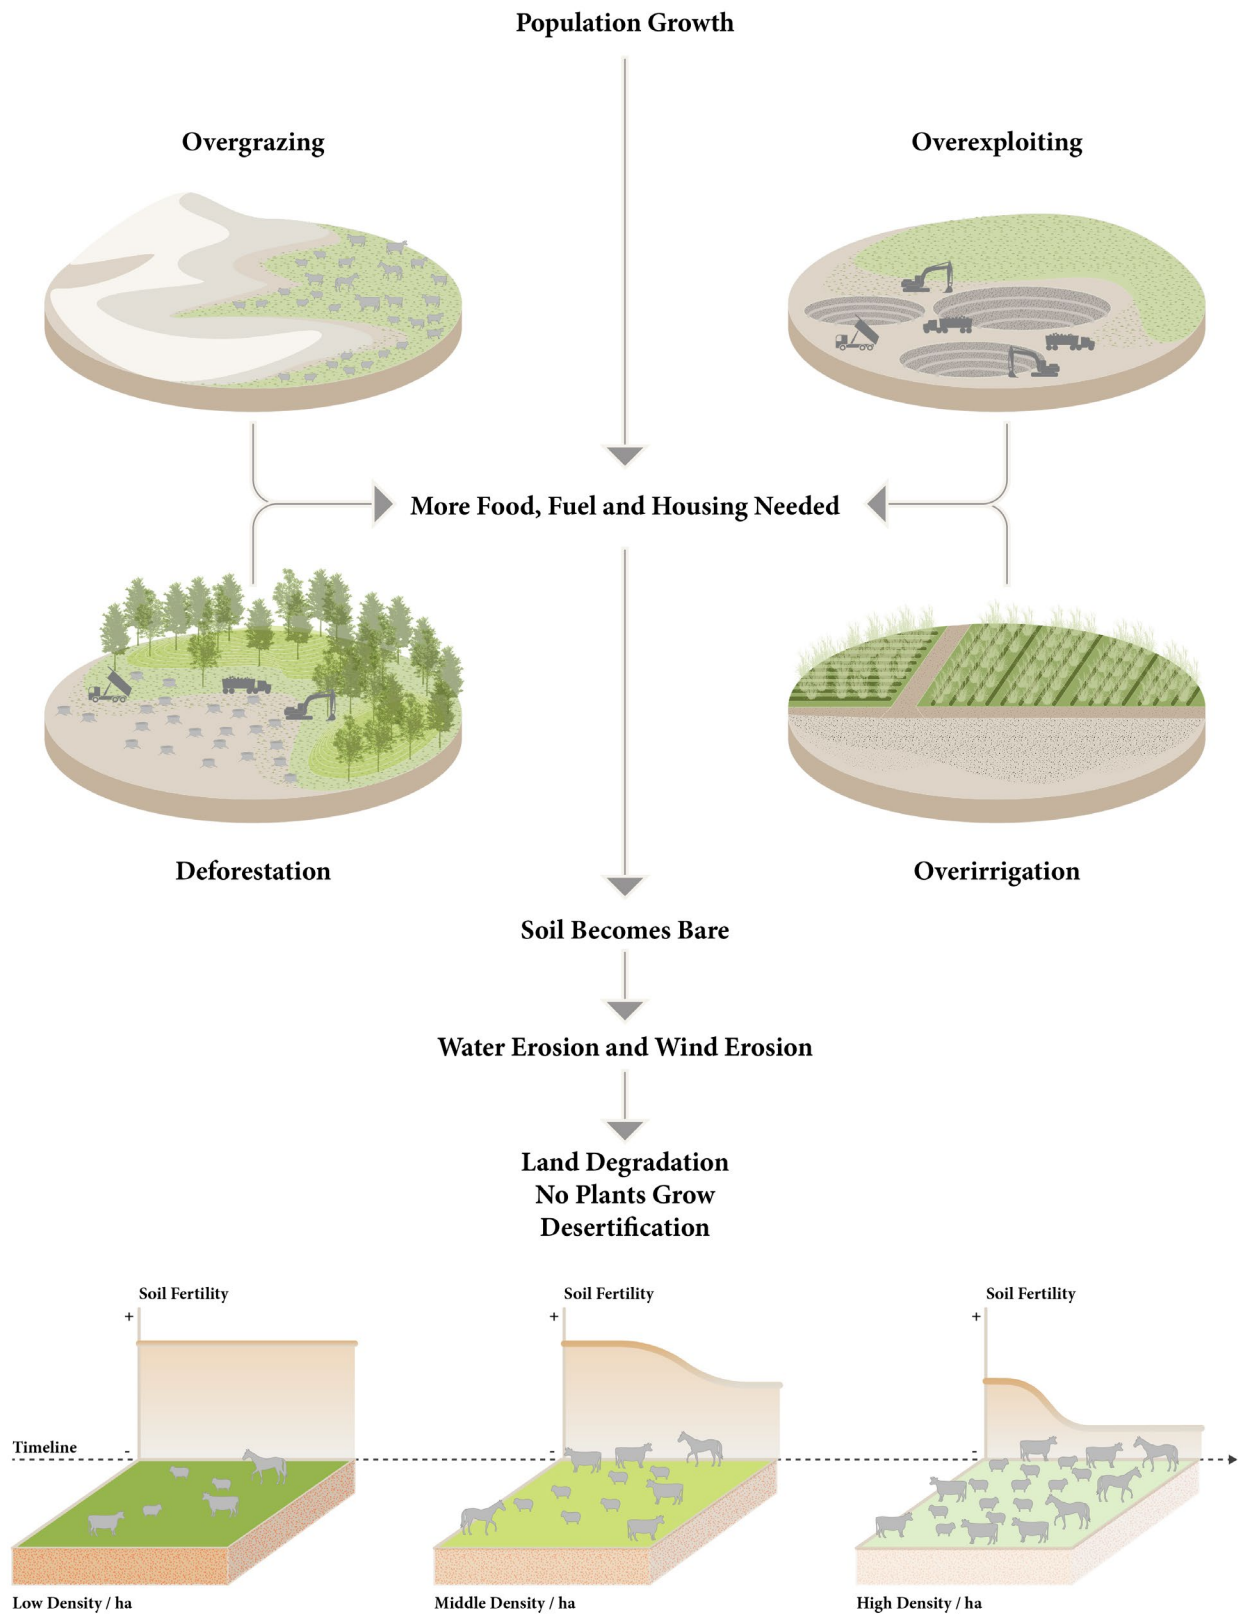 Population Growth
Overgrazing
Overexploiting
More Food, Fuel and Housing Needed
Deforestation
Overirrigation
Soil Becomes Bare
Water Erosion and Wind Erosion
Land Degradation
No Plants Grow
Desertification
Soil Fertility
Soil Fertility
Soil Fertility
+
+
+
Timeline
-
-
-
Low Density / ha
Middle Density / ha
High Density / ha